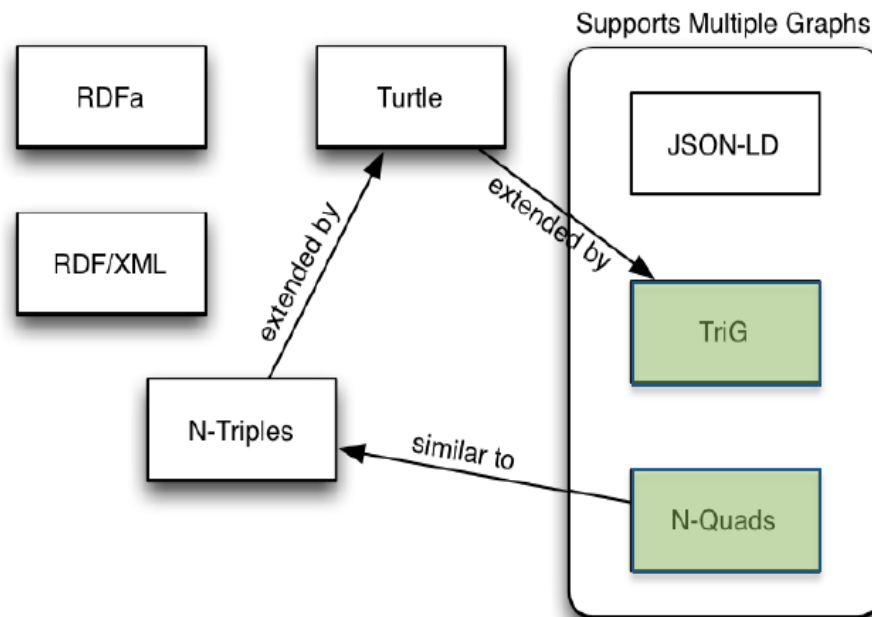 Supports Multiple Graphs
RDFa
Turtle
JSON-LD
extended by
RDF/XML
extended by
TriG
N-Triples
similar to
N-Quads